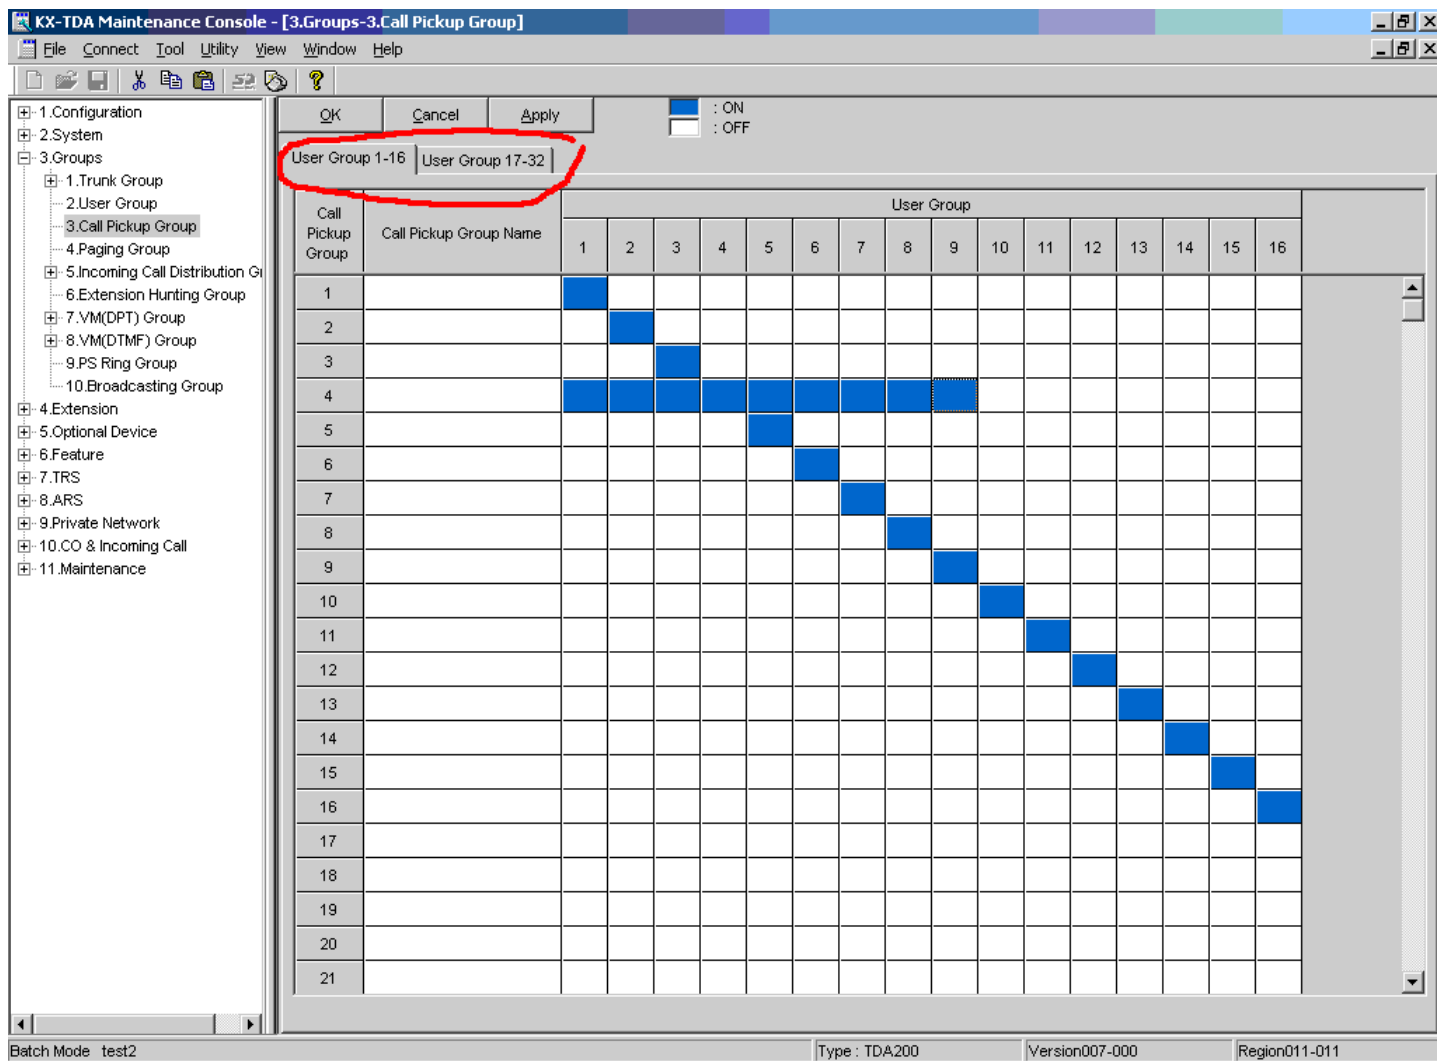 KX-TDA Maintenance Console - [3.Groups-3.Call Pickup Group]
File Connect Tool Utility View Window Help
1.Configuration
2.System
3.Groups
1.Trunk Group
2.User Group
3.Call Pickup Group
4.Paging Group
5.Incoming Call Distribution Gr
6.Extension Hunting Group
7.VM(DPT) Group
8.VM(DTMF) Group
9.PS Ring Group
10.Broadcasting Group
4.Extension
5.Optional Device
6.Feature
7.TRS
8.ARS
9.Private Network
10.CO & Incoming Call
11.Maintenance
OK Cancel Apply
: ON
: OFF
User Group 1-16 User Group 17-32
Call Pickup Group
Call Pickup Group Name
User Group
1 2 3 4 5 6 7 8 9 10 11 12 13 14 15 16
1
2
3
4
5
6
7
8
9
10
11
12
13
14
15
16
17
18
19
20
21
Batch Mode test2 Type : TDA200 Version007-000 Region011-011